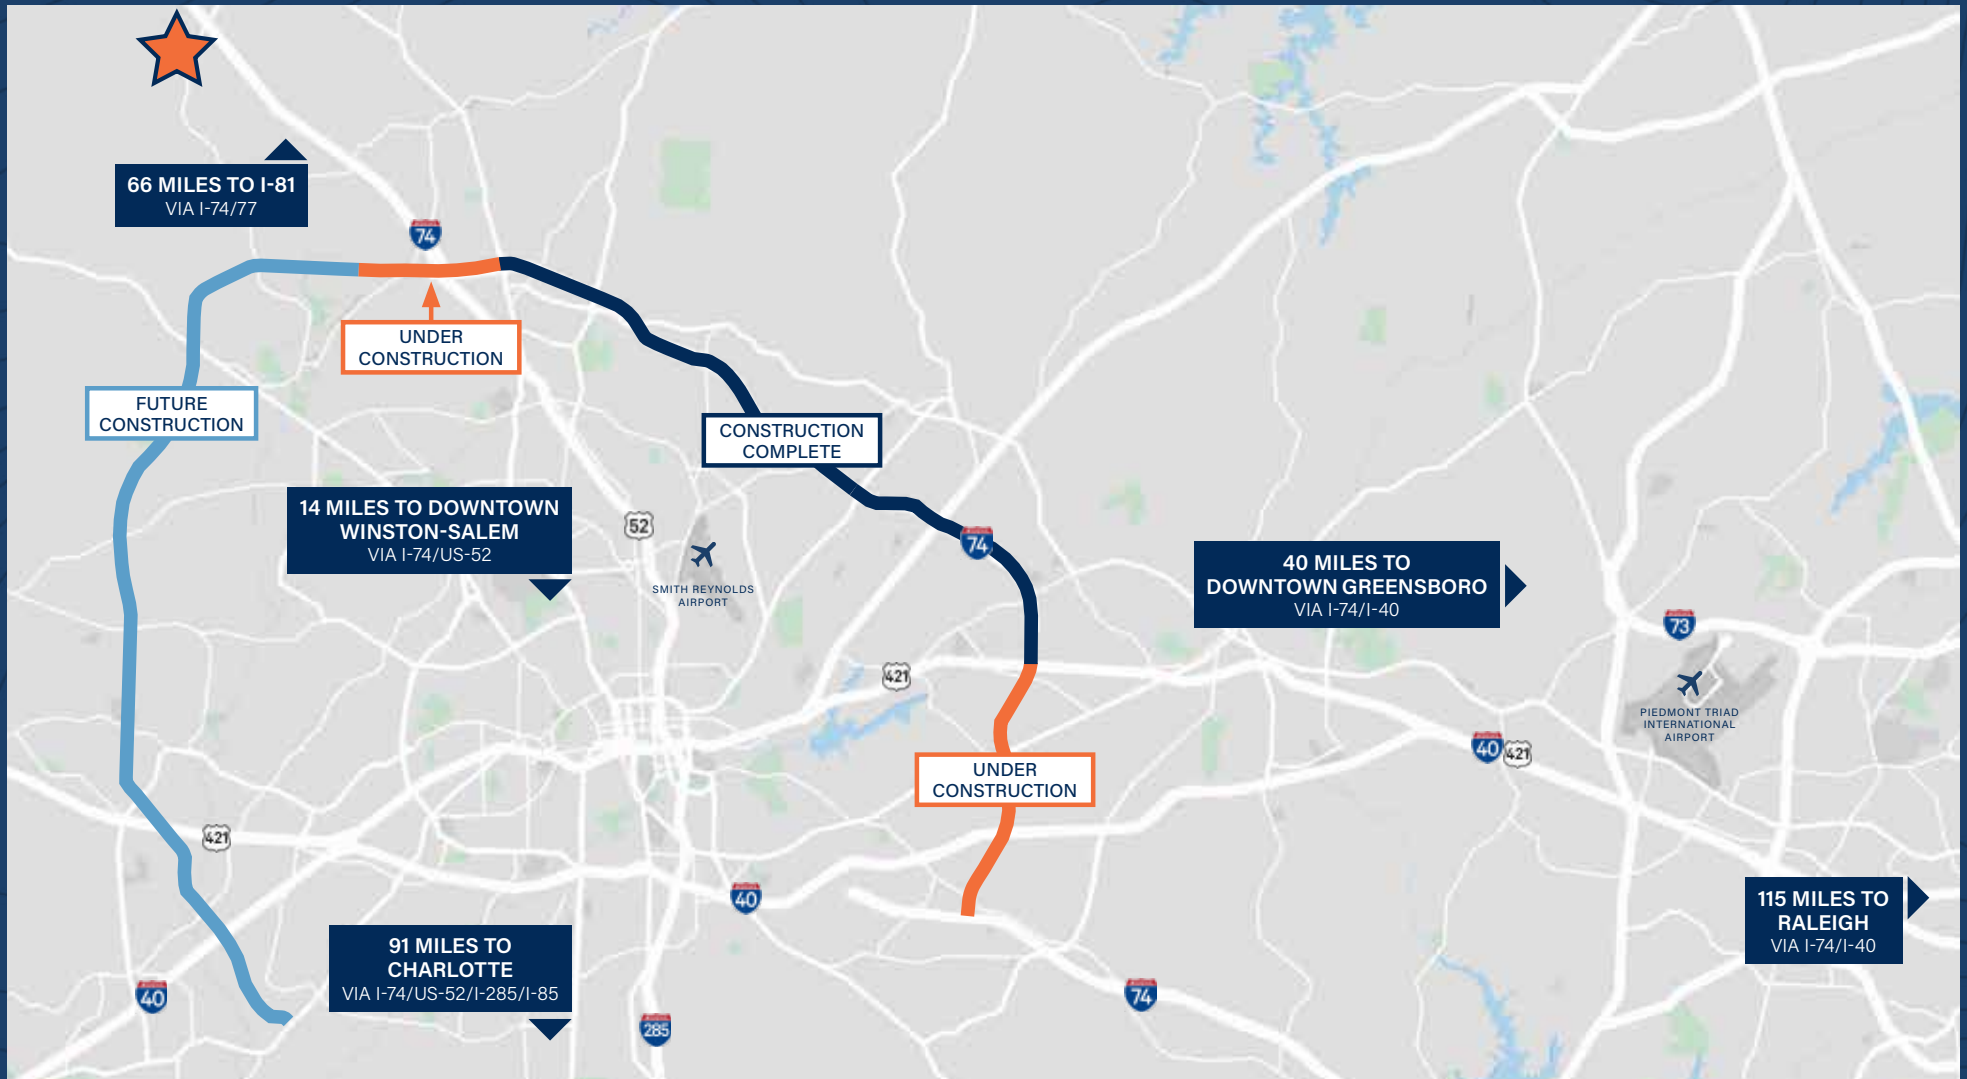 66 MILES TO I-81
VIA I-74/77
74
UNDER
CONSTRUCTION
FUTURE
CONSTRUCTION
CONSTRUCTION
COMPLETE
14 MILES TO DOWNTOWN
WINSTON-SALEM
VIA I-74/US-52
52
SMITH REYNOLDS
AIRPORT
74
40 MILES TO
DOWNTOWN GREENSBORO
VIA I-74/I-40
73
421
PIEDMONT TRIAD
INTERNATIONAL
AIRPORT
40
421
UNDER
CONSTRUCTION
421
40
115 MILES TO
RALEIGH
VIA I-74/I-40
91 MILES TO
CHARLOTTE
VIA I-74/US-52/I-285/I-85
40
74
285